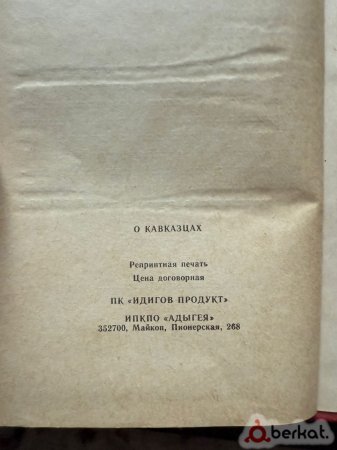 О КАВКАЗЦАХ
Репринтная печать
Цена договорная
ПК «ИДИГОВ ПРОДУКТ»
ИПКПО «АДЫГЕЯ»
352700, Майкоп, Пионерская, 268
berkat.